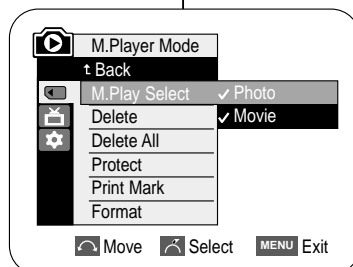 M.Player Mode
Back
M.Play Select ✓ Photo
Delete ✓ Movie
Delete All
Protect
Print Mark
Format
Move Select MENU Exit